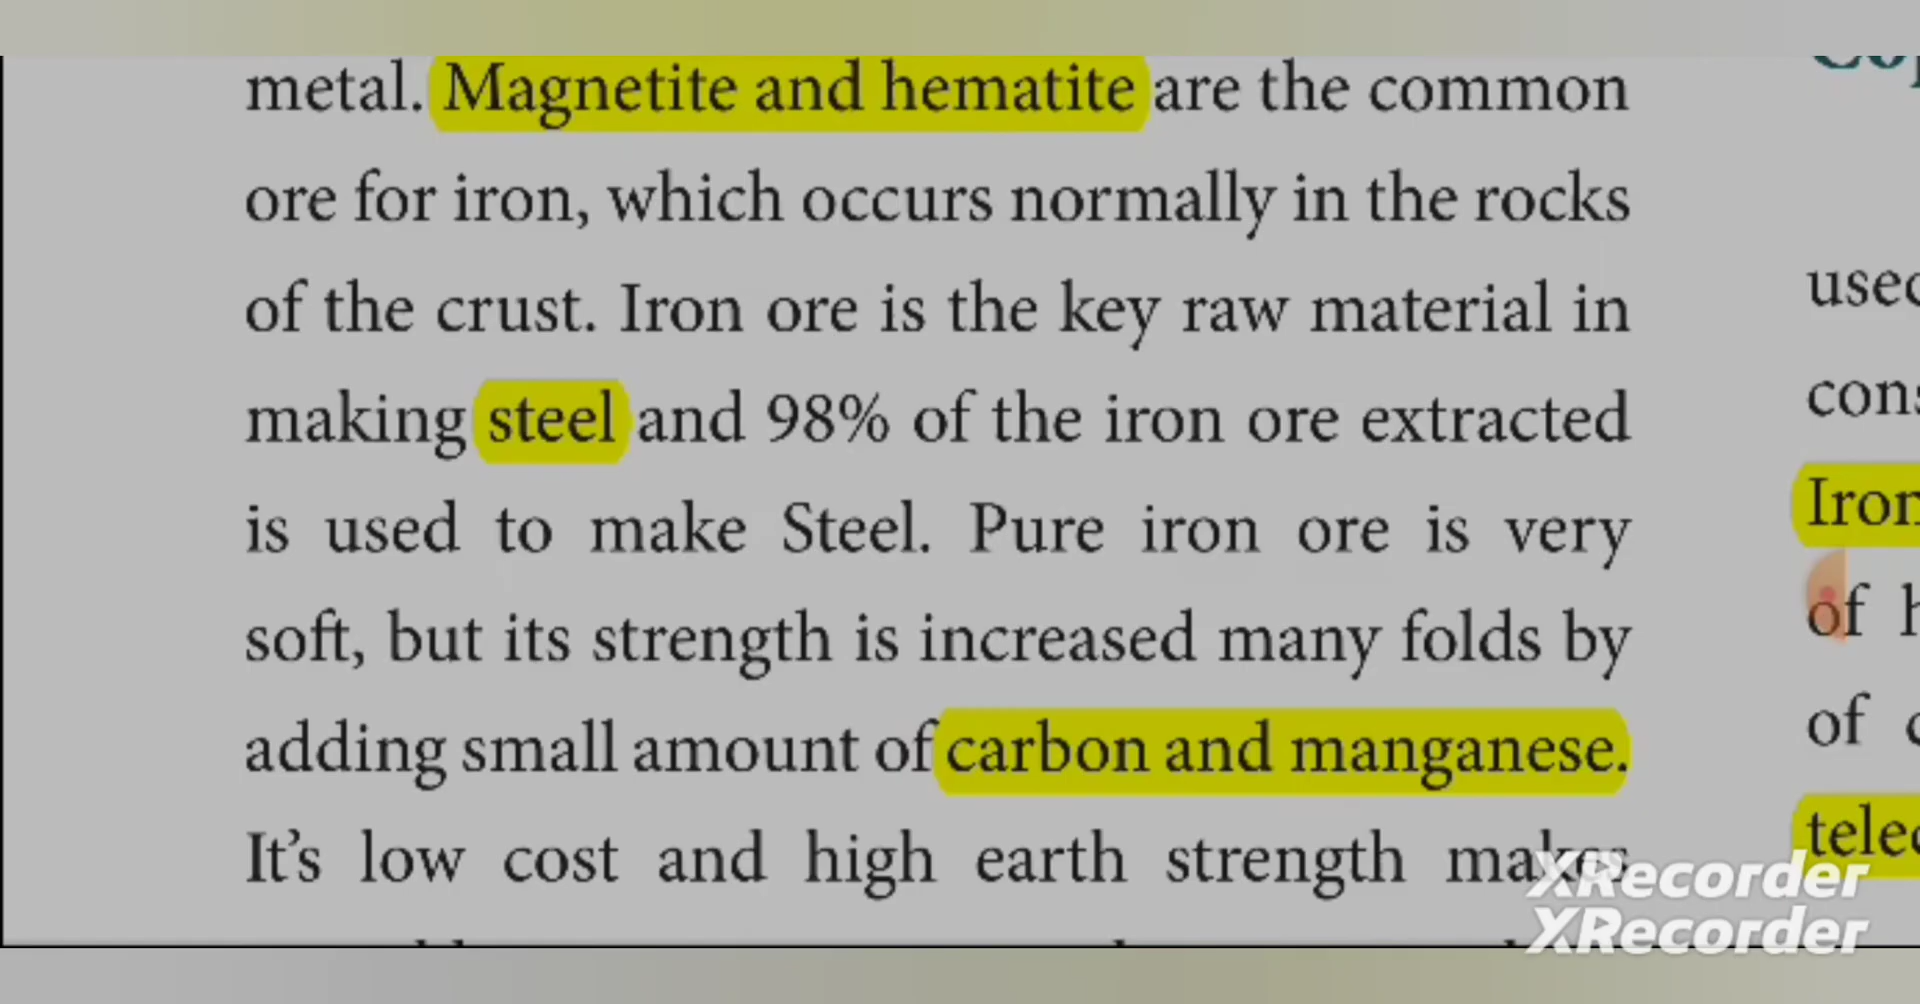 metal. Magnetite and hematite are the common
ore for iron, which occurs normally in the rocks
of the crust. Iron ore is the key raw material in
making steel and 98% of the iron ore extracted
is used to make Steel. Pure iron ore is very
soft, but its strength is increased many folds by
adding small amount of carbon and manganese.
It's low cost and high earth strength makes
Iron
of
of
XRecorder
XRecorder